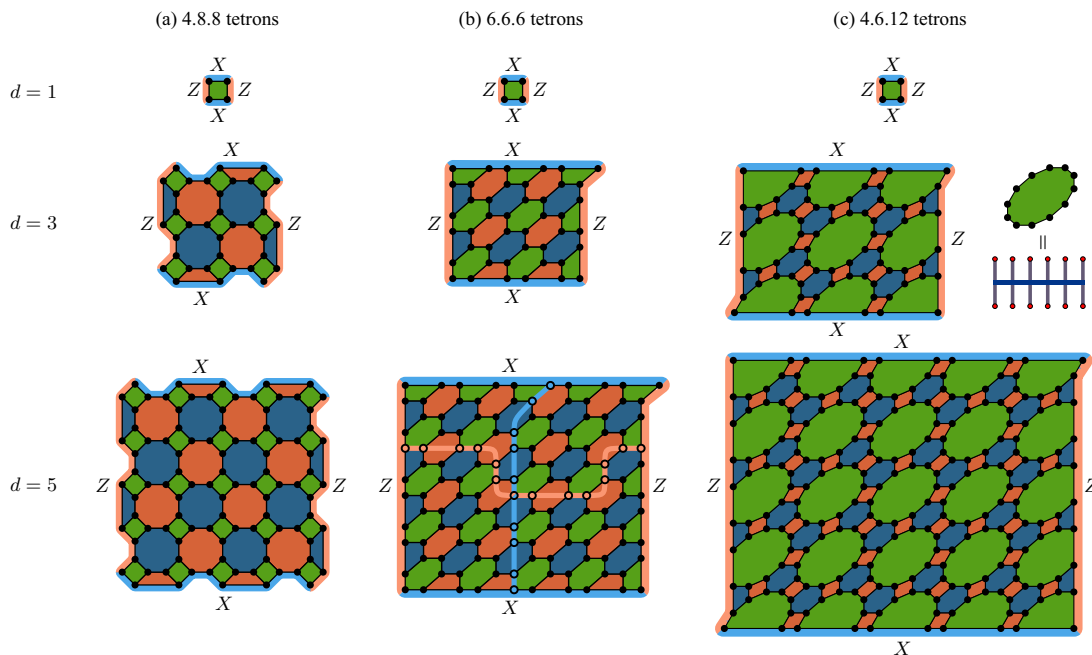 (a) 4.8.8 tetrons (b) 6.6.6 tetrons (c) 4.6.12 tetrons
X X X
d = 1 Z Z Z Z Z Z
X X X
X X X
d = 3 Z Z Z Z Z Z
=
X X X
X X X
d = 5 Z Z Z Z Z Z
X X X